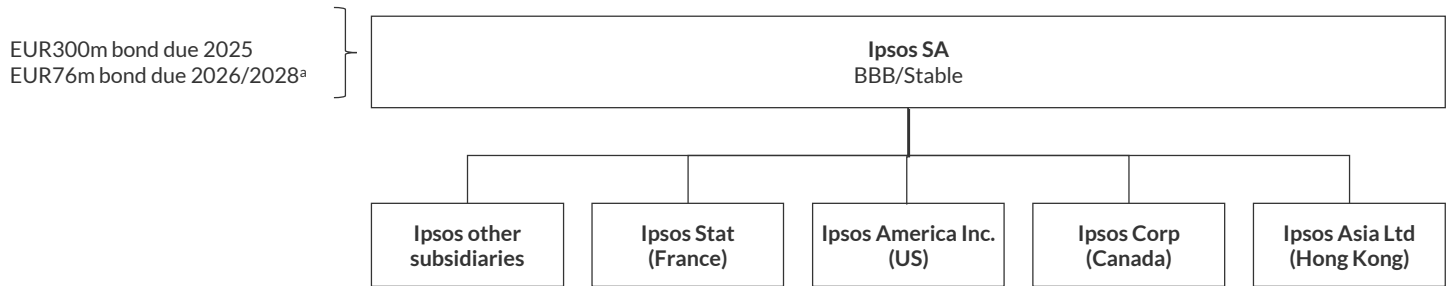 EUR300m bond due 2025
EUR76m bond due 2026/2028ᵃ
Ipsos SA
BBB/Stable
Ipsos other
subsidiaries
Ipsos Stat
(France)
Ipsos America Inc.
(US)
Ipsos Corp
(Canada)
Ipsos Asia Ltd
(Hong Kong)